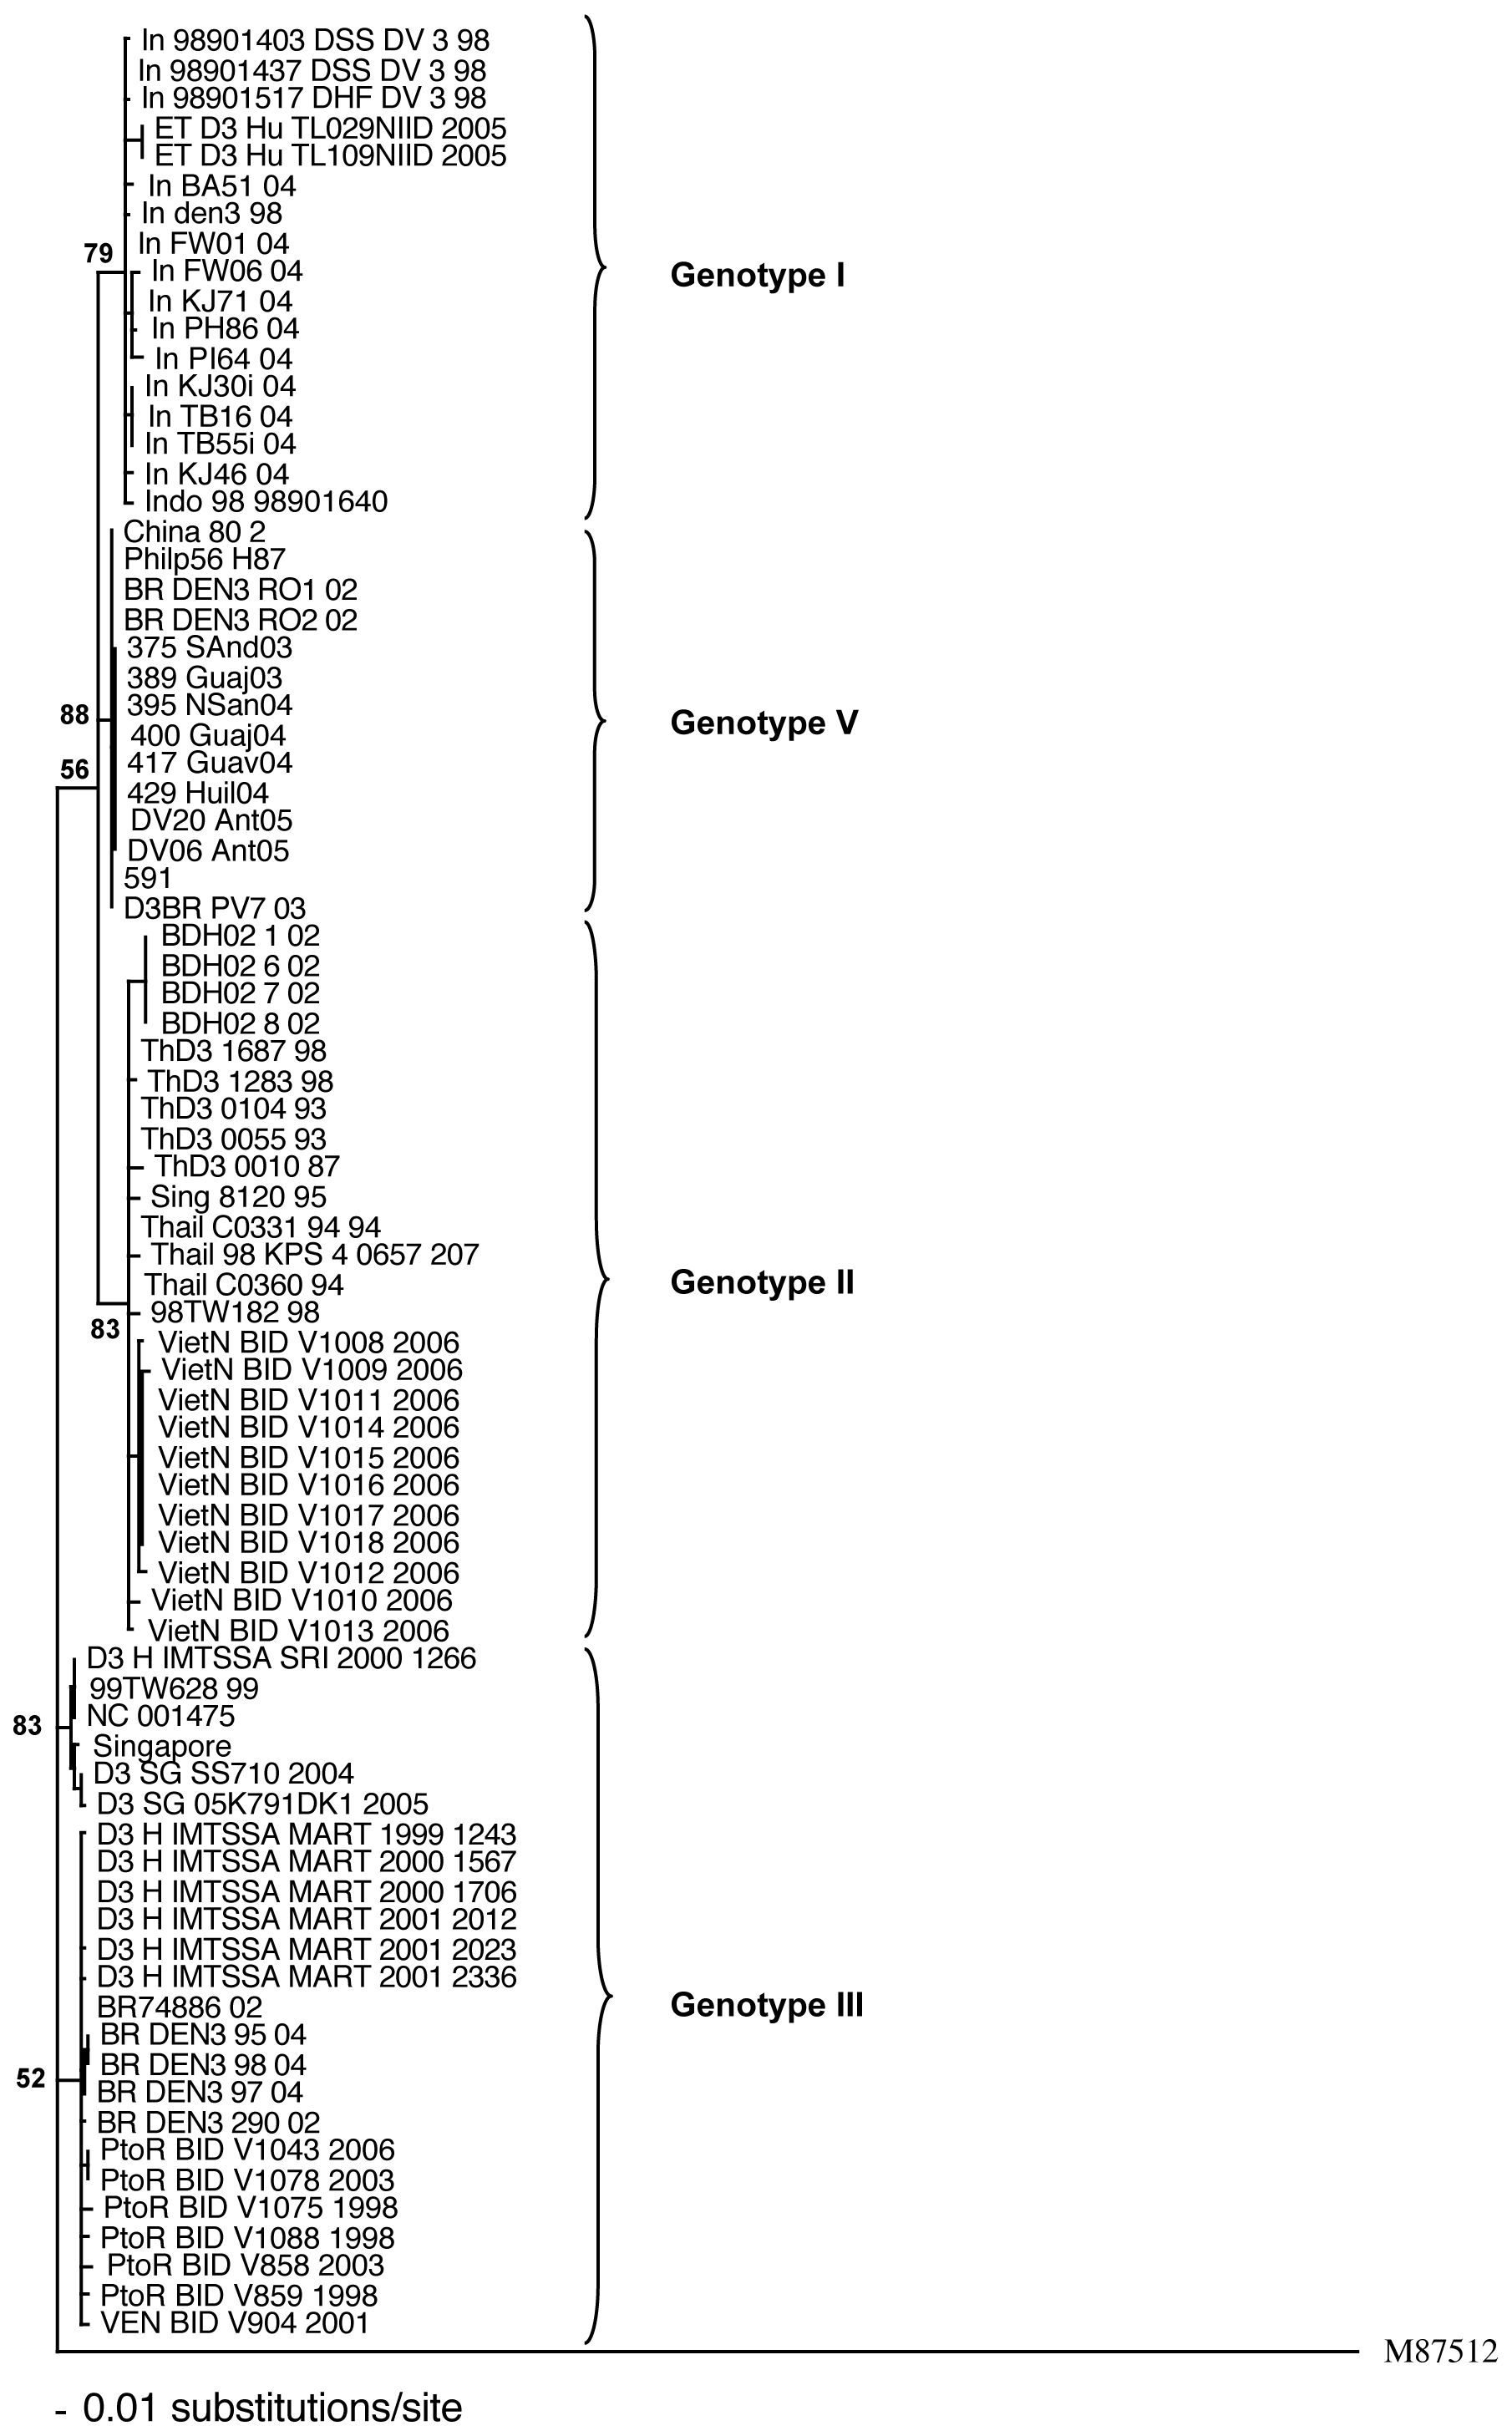 In 98901403 DSS DV 3 98
In 98901437 DSS DV 3 98
In 98901517 DHF DV 3 98
ET D3 Hu TL029NIID 2005
ET D3 Hu TL109NIID 2005
In BA51 04
In den3 98
In FW01 04
79
In FW06 04
Genotype I
In KJ71 04
In PH86 04
In PI64 04
In KJ30i 04
In TB16 04
In TB55i 04
In KJ46 04
Indo 98 98901640
China 80 2
Philp56 H87
BR DEN3 RO1 02
BR DEN3 RO2 02
375 SAnd03
389 Guaj03
395 NSan04
88
Genotype V
400 Guaj04
417 Guav04
56
429 Huil04
DV20 Ant05
DV06 Ant05
591
D3BR PV7 03
BDH02 1 02
BDH02 6 02
BDH02 7 02
BDH02 8 02
ThD3 1687 98
ThD3 1283 98
ThD3 0104 93
ThD3 0055 93
ThD3 0010 87
Sing 8120 95
Thail C0331 94 94
Thail 98 KPS 4 0657 207
Thail C0360 94
Genotype II
98TW182 98
83
VietN BID V1008 2006
VietN BID V1009 2006
VietN BID V1011 2006
VietN BID V1014 2006
VietN BID V1015 2006
VietN BID V1016 2006
VietN BID V1017 2006
VietN BID V1018 2006
VietN BID V1012 2006
VietN BID V1010 2006
VietN BID V1013 2006
D3 H IMTSSA SRI 2000 1266
99TW628 99
NC 001475
83
Singapore
D3 SG SS710 2004
D3 SG 05K791DK1 2005
D3 H IMTSSA MART 1999 1243
D3 H IMTSSA MART 2000 1567
D3 H IMTSSA MART 2000 1706
D3 H IMTSSA MART 2001 2012
D3 H IMTSSA MART 2001 2023
D3 H IMTSSA MART 2001 2336
BR74886 02
Genotype III
BR DEN3 95 04
BR DEN3 98 04
52
BR DEN3 97 04
BR DEN3 290 02
PtoR BID V1043 2006
PtoR BID V1078 2003
PtoR BID V1075 1998
PtoR BID V1088 1998
PtoR BID V858 2003
PtoR BID V859 1998
VEN BID V904 2001
M87512
- 0.01 substitutions/site